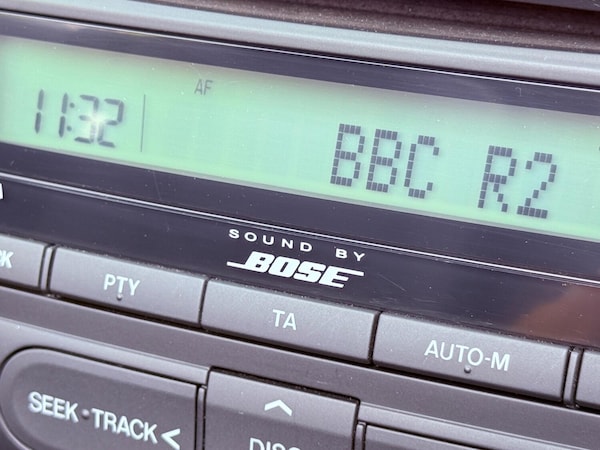 AF
11:32
BBC R2
SOUND BY
BOSE
PTY
TA
AUTO-M
SEEK•TRACK <